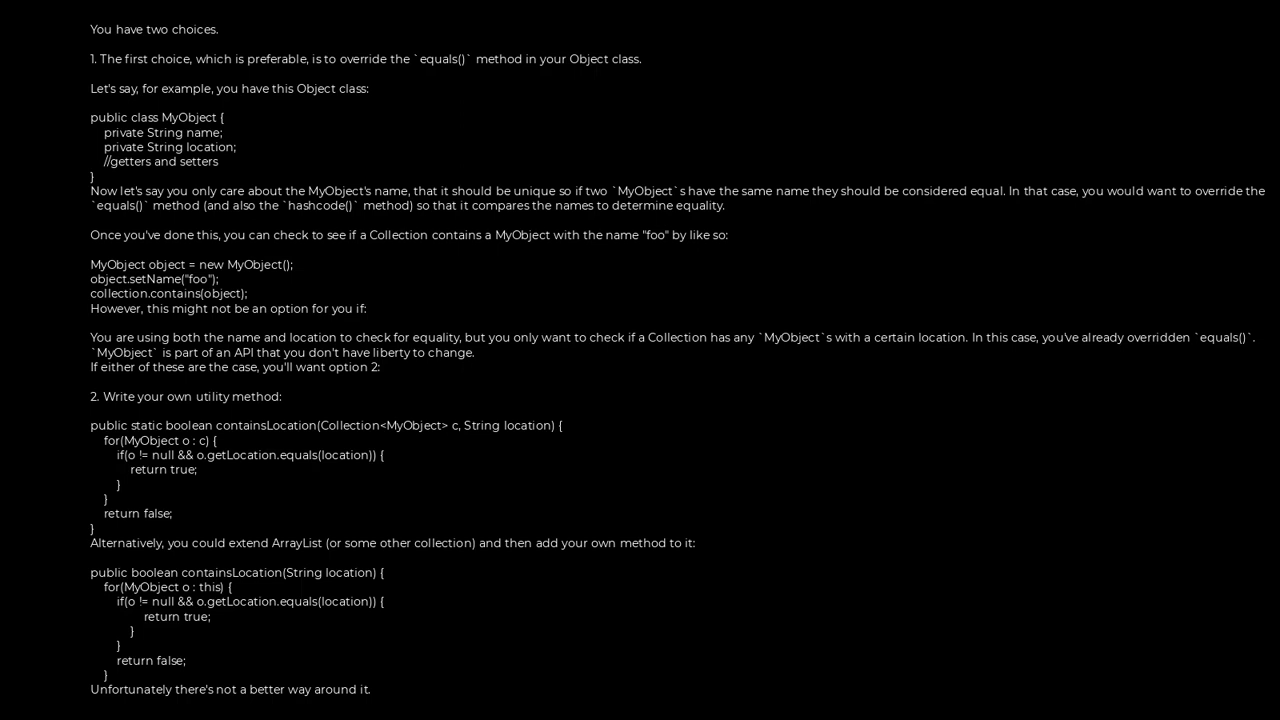 You have two choices.
1. The first choice, which is preferable, is to override the `equals()` method in your Object class.
Let's say, for example, you have this Object class:
public class MyObject {
    private String name;
    private String location;
    //getters and setters
}
Now let's say you only care about the MyObject's name, that it should be unique so if two `MyObject`s have the same name they should be considered equal. In that case, you would want to override the
`equals()` method (and also the `hashcode()` method) so that it compares the names to determine equality.
Once you've done this, you can check to see if a Collection contains a MyObject with the name "foo" by like so:
MyObject object = new MyObject();
object.setName("foo");
collection.contains(object);
However, this might not be an option for you if:
You are using both the name and location to check for equality, but you only want to check if a Collection has any `MyObject`s with a certain location. In this case, you've already overridden `equals()`.
`MyObject` is part of an API that you don't have liberty to change.
If either of these are the case, you'll want option 2:
2. Write your own utility method:
public static boolean containsLocation(Collection<MyObject> c, String location) {
    for(MyObject o : c) {
        if(o != null && o.getLocation.equals(location)) {
            return true;
        }
    }
    return false;
}
Alternatively, you could extend ArrayList (or some other collection) and then add your own method to it:
public boolean containsLocation(String location) {
    for(MyObject o : this) {
        if(o != null && o.getLocation.equals(location)) {
                return true;
            }
        }
        return false;
    }
Unfortunately there's not a better way around it.